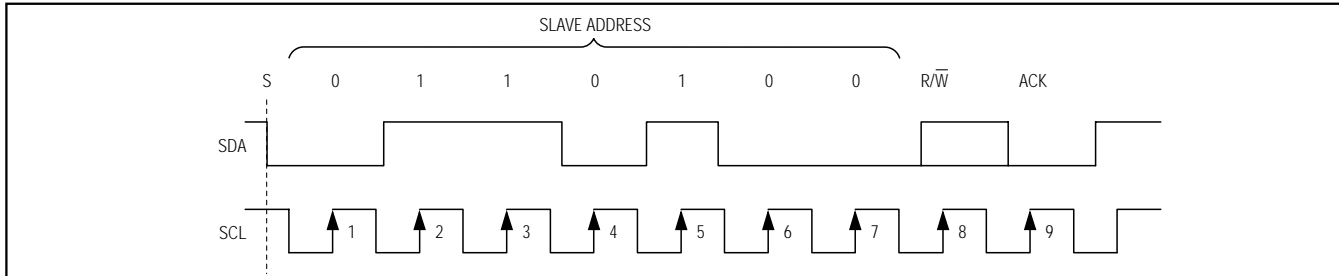 SLAVE ADDRESS
S 0 1 1 0 1 0 0 R/W̅ ACK
SDA
SCL 1 2 3 4 5 6 7 8 9